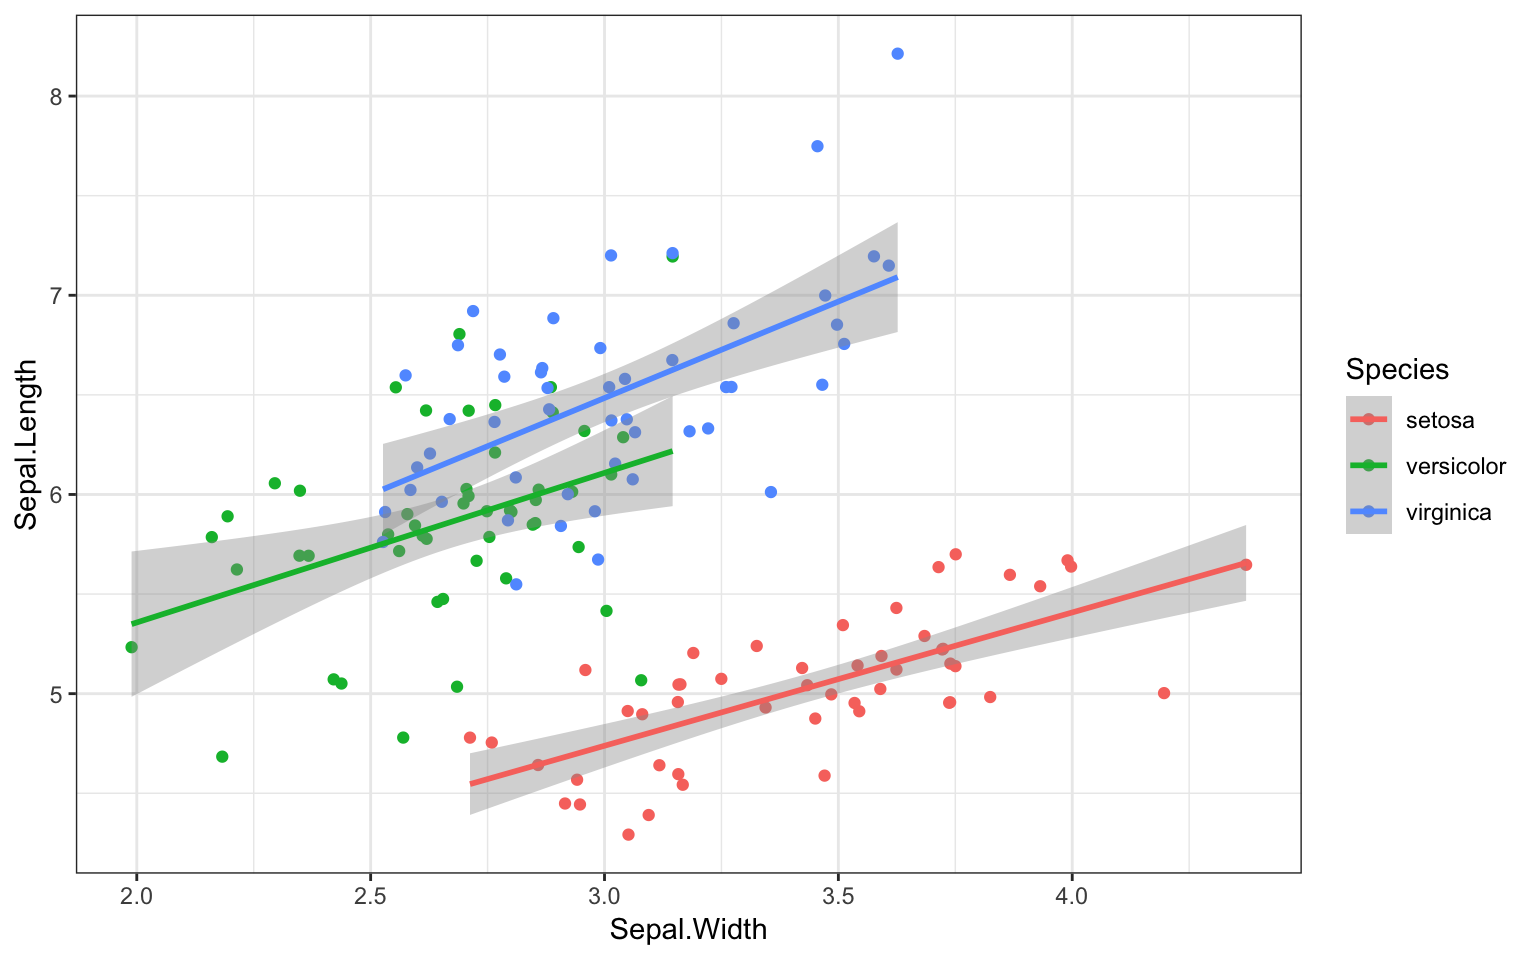 8
7
6
5
Sepal.Length
2.0 2.5 3.0 3.5 4.0
Sepal.Width
Species
setosa
versicolor
virginica